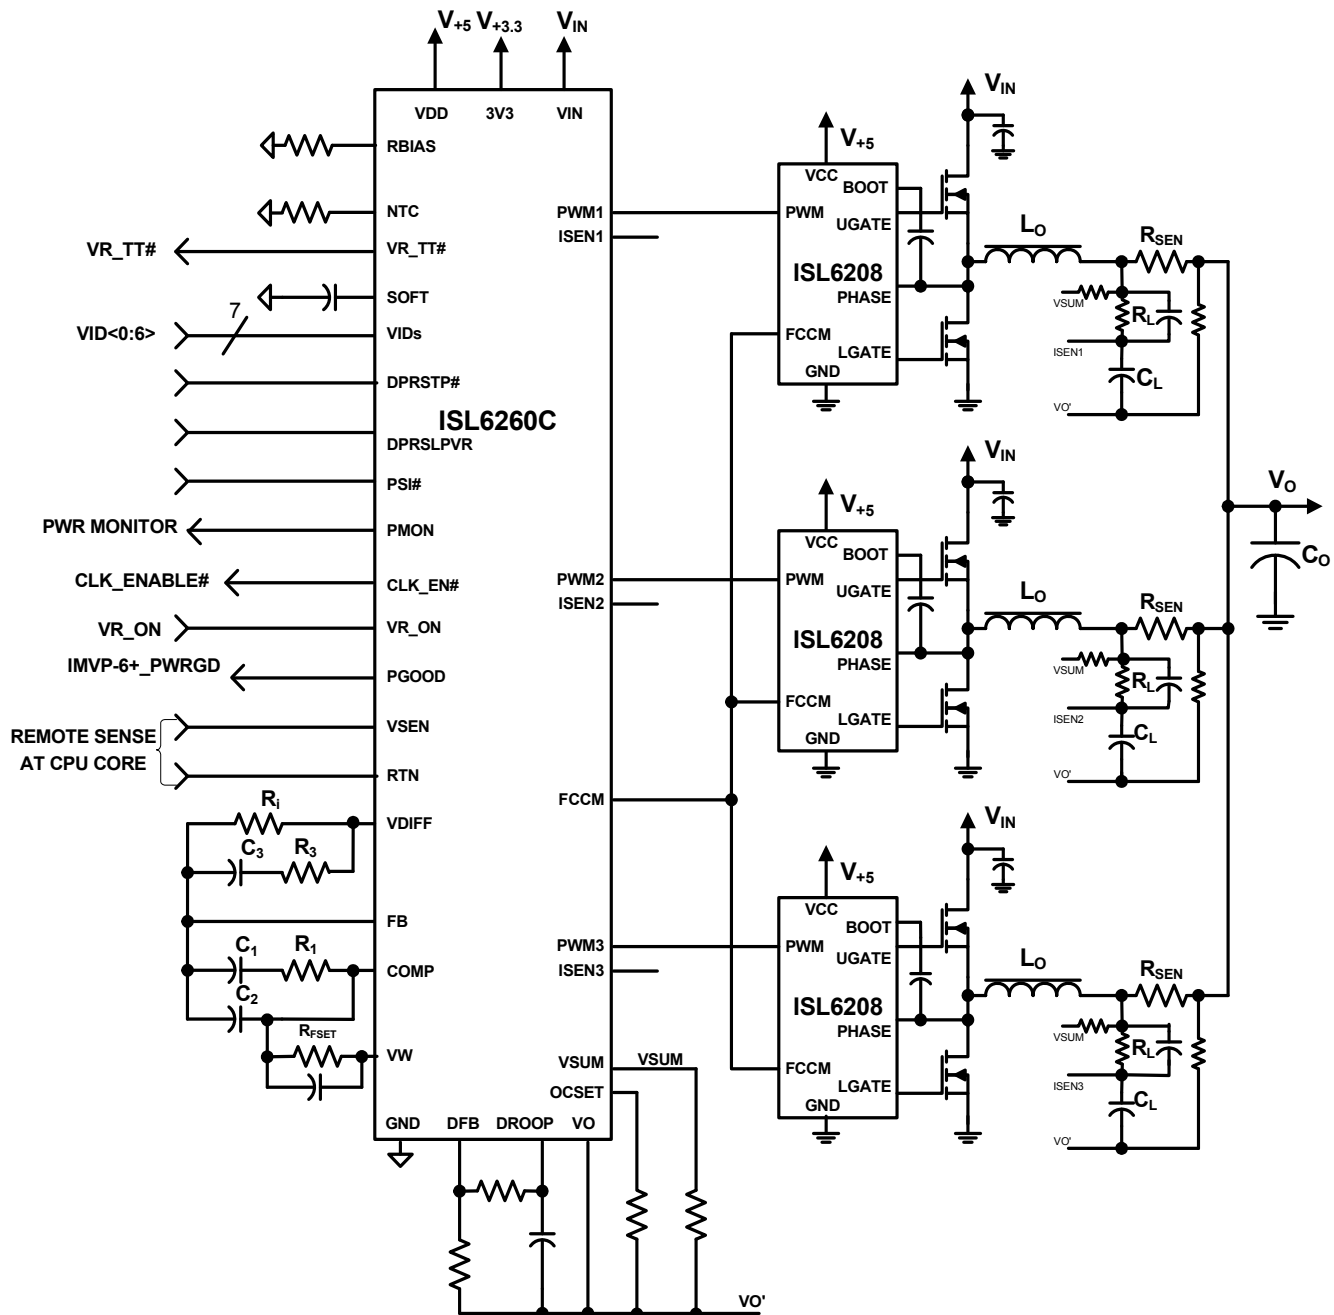 V+5 V+3.3 VIN
VDD 3V3 VIN
RBIAS
NTC
VR_TT# VR_TT#
SOFT
VID<0:6> 7 VIDs
DPRSTP#
ISL6260C
DPRSLPVR
PSI#
PWR MONITOR PMON
CLK_ENABLE# CLK_EN#
VR_ON VR_ON
IMVP-6+_PWRGD PGOOD
REMOTE SENSE
AT CPU CORE
VSEN
RTN
Ri
VDIFF
C3 R3
FB
C1 R1
COMP
C2
RFSET
VW
GND DFB DROOP VO
PWM1
ISEN1
PWM2
ISEN2
FCCM
PWM3
ISEN3
VSUM VSUM
OCSET
VO'
VIN
V+5
VCC
BOOT
PWM
UGATE
ISL6208
PHASE
FCCM
LGATE
GND
LO
RSEN
VSUM
RL
ISEN1
CL
VO'
VIN
V+5
VCC
BOOT
PWM
UGATE
ISL6208
PHASE
FCCM
LGATE
GND
LO
RSEN
VSUM
RL
ISEN2
CL
VO'
VO
CO
VIN
V+5
VCC
BOOT
PWM
UGATE
ISL6208
PHASE
FCCM
LGATE
GND
LO
RSEN
VSUM
RL
ISEN3
CL
VO'